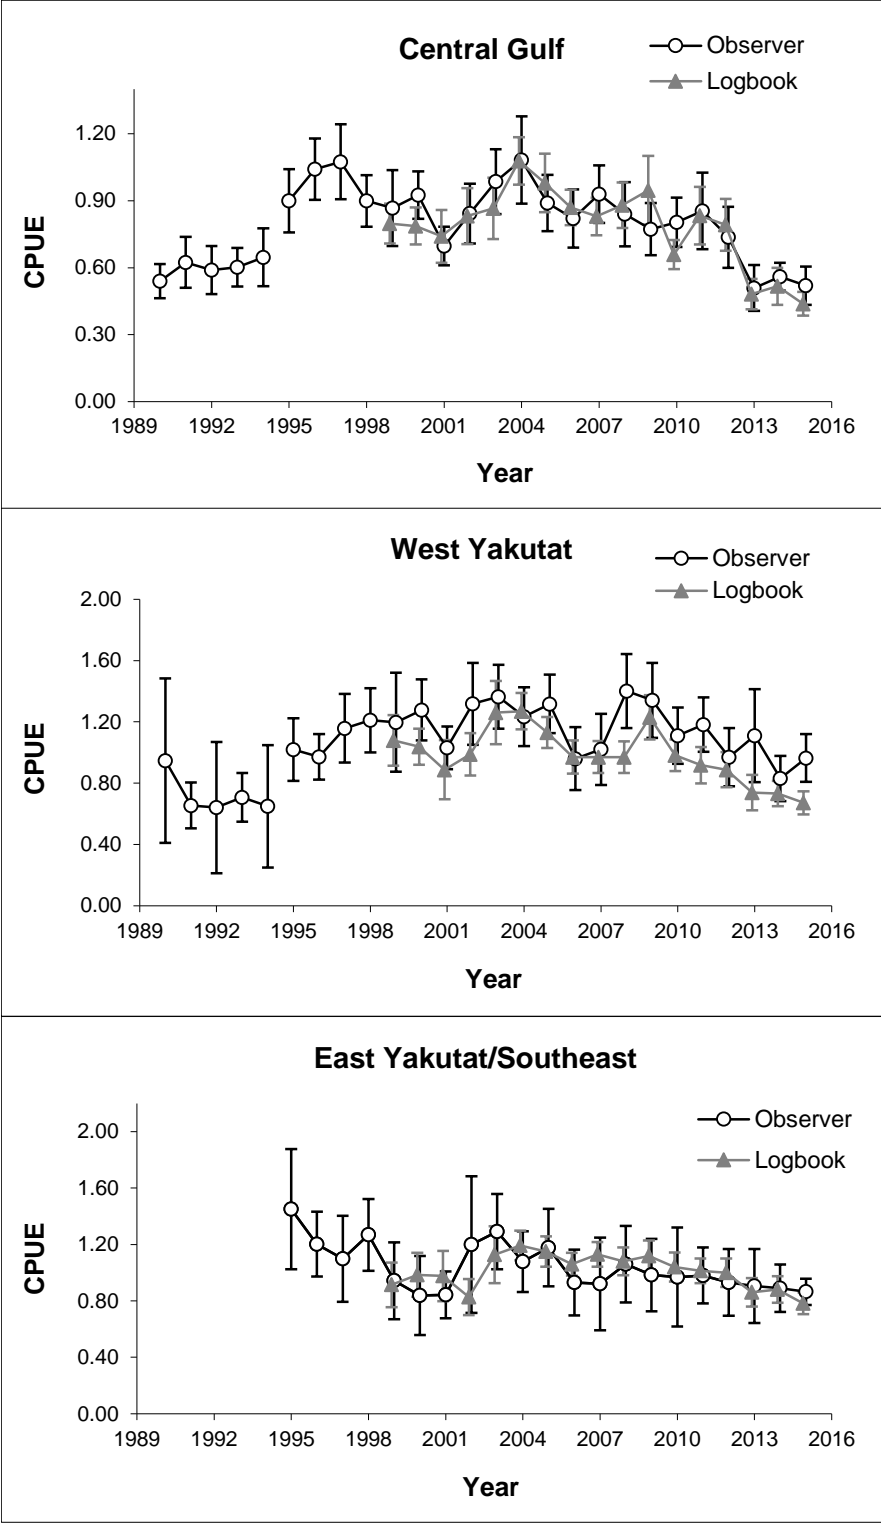 Central Gulf
Observer
Logbook
CPUE
1.20
0.90
0.60
0.30
0.00
1989 1992 1995 1998 2001 2004 2007 2010 2013 2016
Year
West Yakutat
Observer
Logbook
CPUE
2.00
1.60
1.20
0.80
0.40
0.00
1989 1992 1995 1998 2001 2004 2007 2010 2013 2016
Year
East Yakutat/Southeast
Observer
Logbook
CPUE
2.00
1.60
1.20
0.80
0.40
0.00
1989 1992 1995 1998 2001 2004 2007 2010 2013 2016
Year